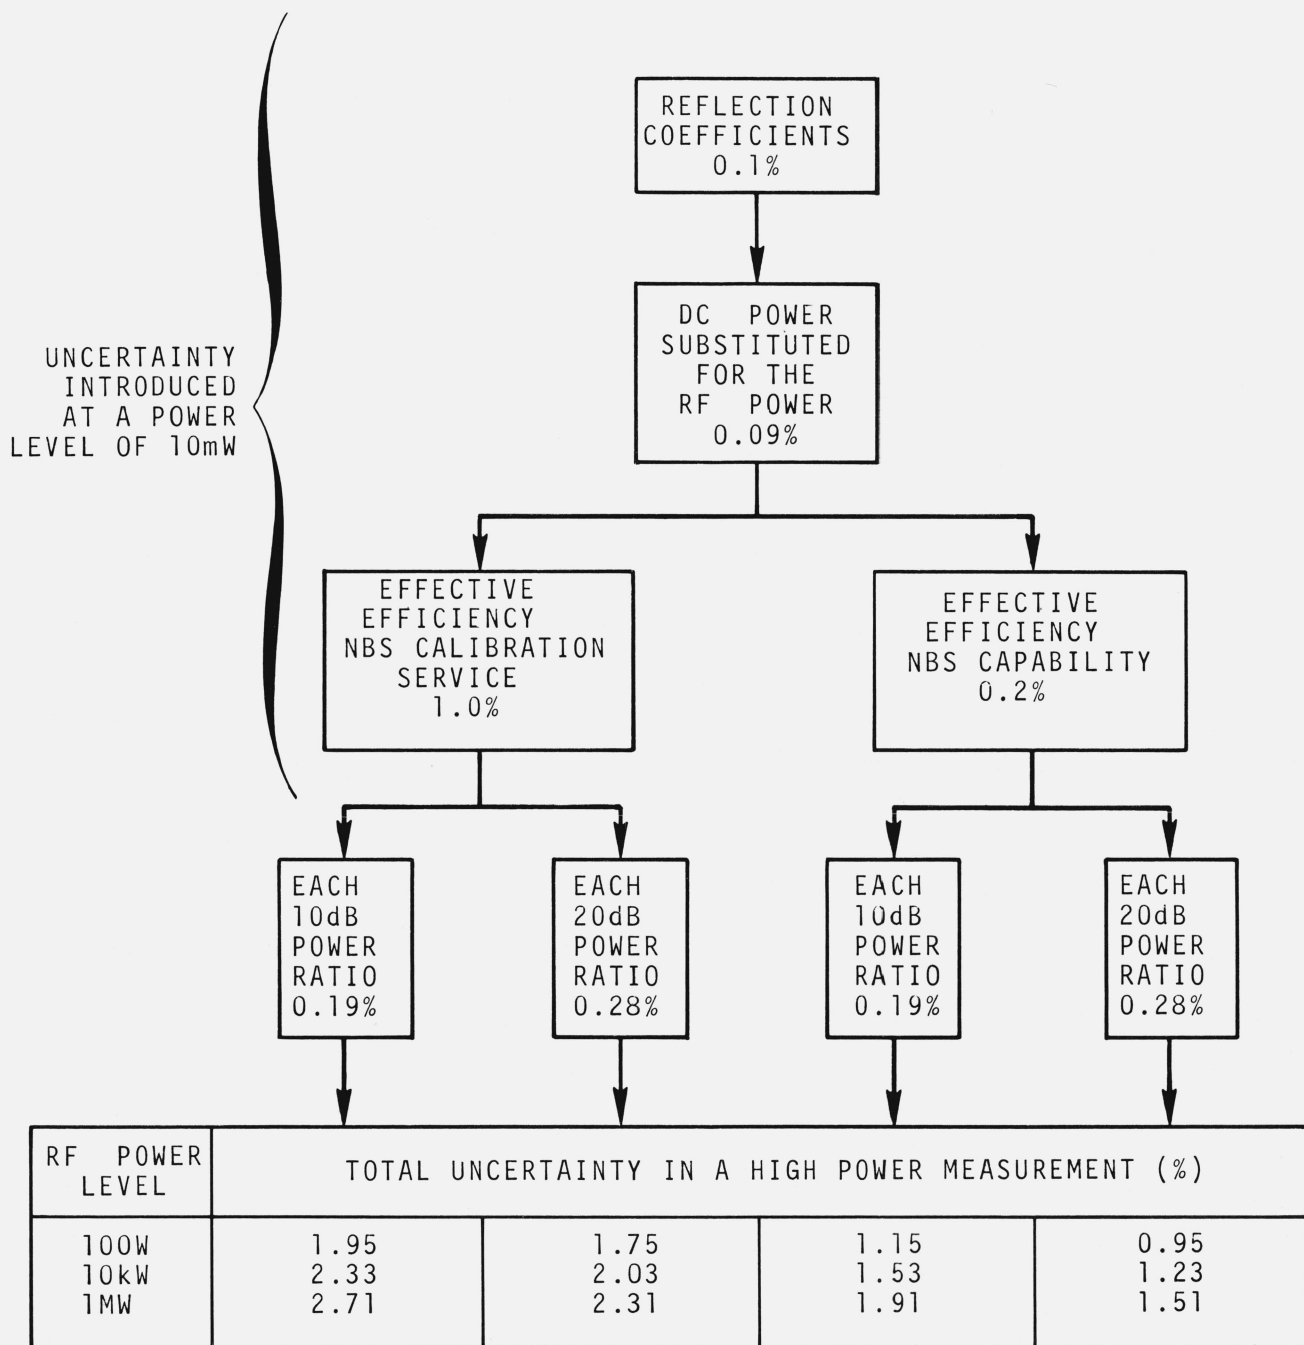 REFLECTION
COEFFICIENTS
0.1%
DC POWER
SUBSTITUTED
FOR THE
RF POWER
0.09%
UNCERTAINTY
INTRODUCED
AT A POWER
LEVEL OF 10mW
EFFECTIVE
EFFICIENCY
NBS CALIBRATION
SERVICE
1.0%
EFFECTIVE
EFFICIENCY
NBS CAPABILITY
0.2%
EACH
10dB
POWER
RATIO
0.19%
EACH
20dB
POWER
RATIO
0.28%
EACH
10dB
POWER
RATIO
0.19%
EACH
20dB
POWER
RATIO
0.28%
RF POWER
LEVEL
TOTAL UNCERTAINTY IN A HIGH POWER MEASUREMENT (%)
100W 1.95 1.75 1.15 0.95
10kW 2.33 2.03 1.53 1.23
1MW 2.71 2.31 1.91 1.51